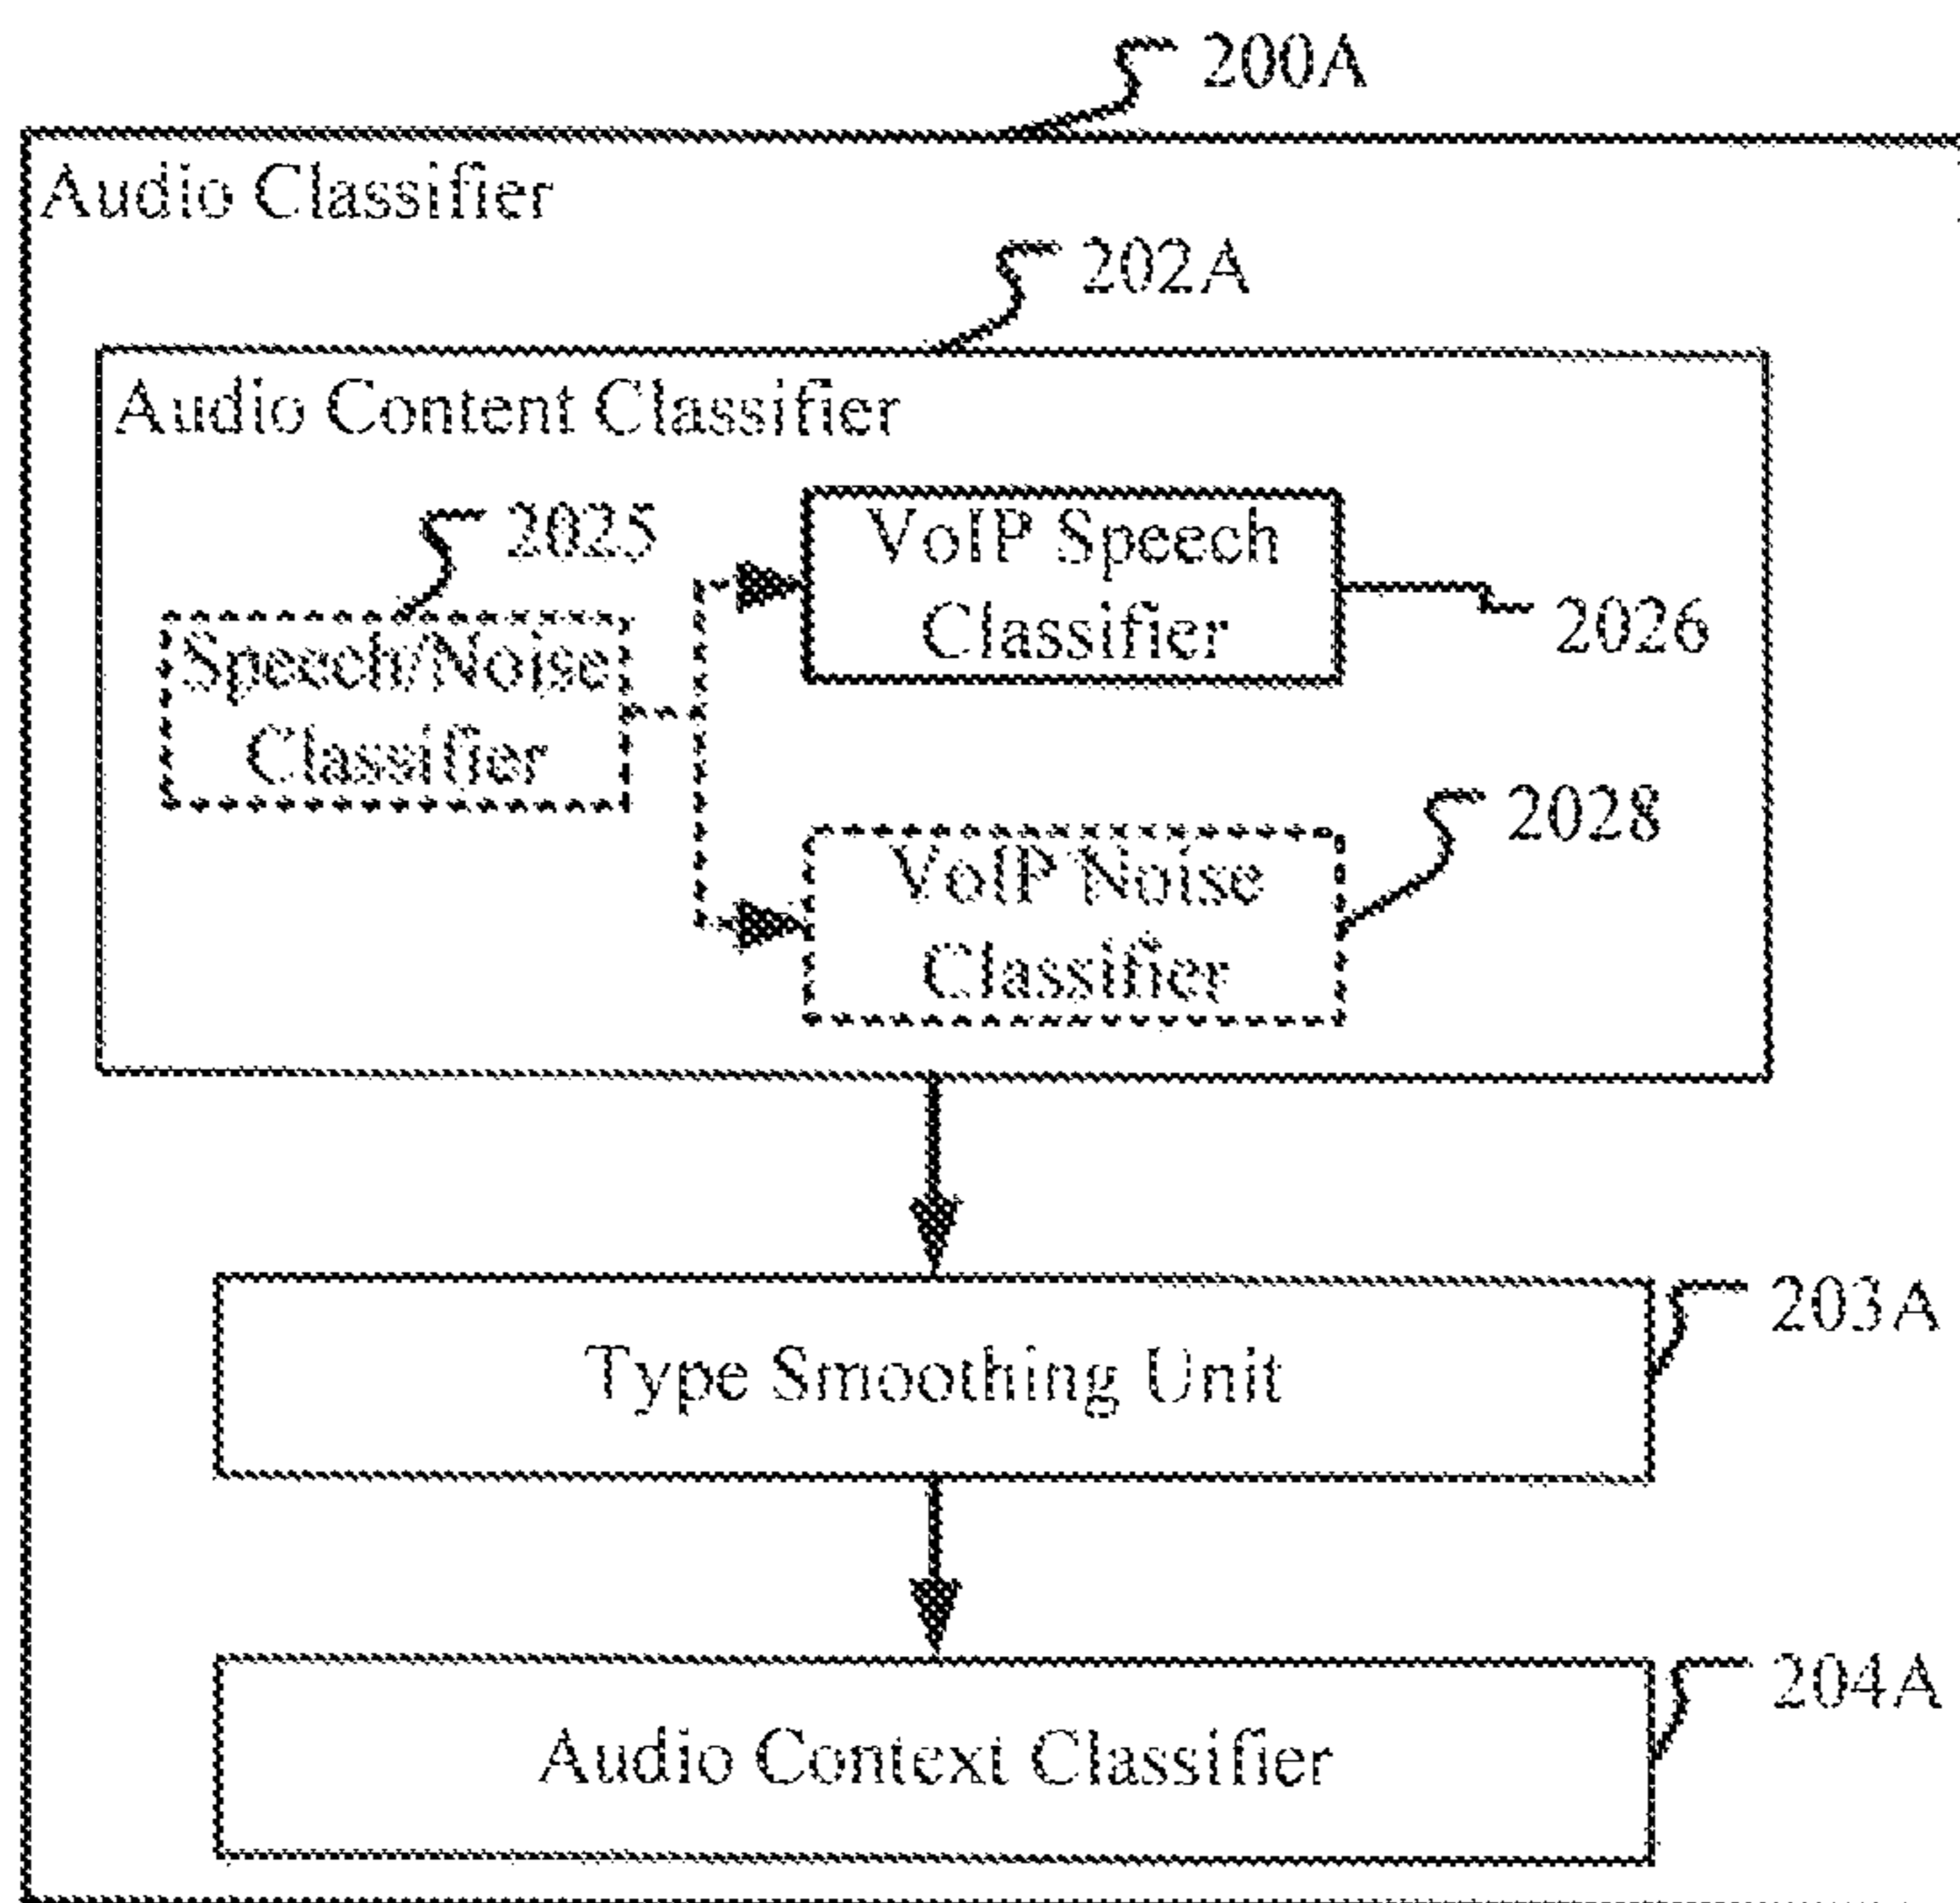 200A
Audio Classifier
202A
Audio Content Classifier
2025
VoIP Speech
Classifier
2026
Speech/Noise
Classifier
2028
VoIP Noise
Classifier
203A
Type Smoothing Unit
204A
Audio Context Classifier